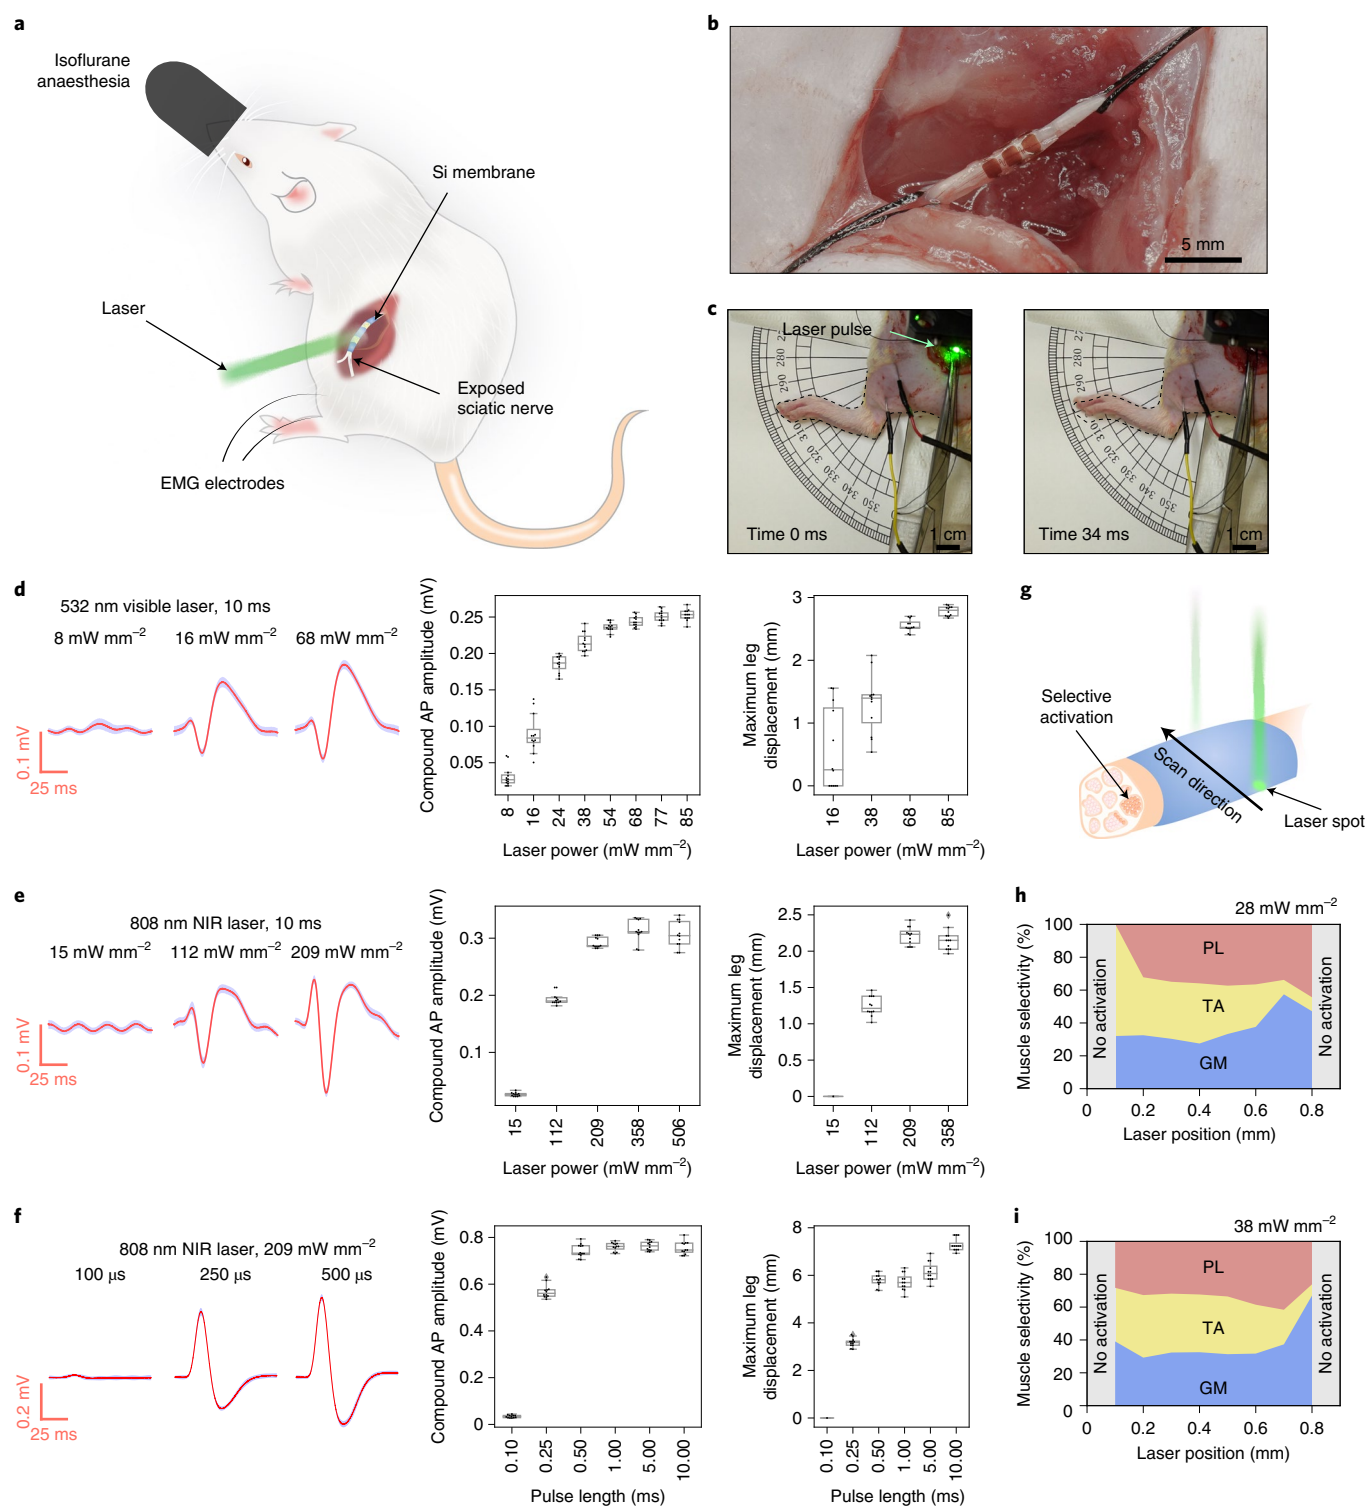 a
Isoflurane
anaesthesia
Si membrane
Laser
Exposed
sciatic nerve
EMG electrodes
b
5 mm
c
Laser pulse
280
290
310
320
330
340
350
Time 0 ms
1 cm
280
290
310
320
330
340
350
Time 34 ms
1 cm
d
532 nm visible laser, 10 ms
8 mW mm−2
16 mW mm−2
68 mW mm−2
0.1 mV
25 ms
Compound AP amplitude (mV)
0.25
0.20
0.15
0.10
0.05
8
16
24
38
54
68
77
85
Laser power (mW mm−2)
Maximum leg
displacement (mm)
3
2
1
0
16
38
68
85
Laser power (mW mm−2)
g
Selective
activation
Scan direction
Laser spot
e
808 nm NIR laser, 10 ms
15 mW mm−2
112 mW mm−2
209 mW mm−2
0.1 mV
25 ms
Compound AP amplitude (mV)
0.3
0.2
0.1
15
112
209
358
506
Laser power (mW mm−2)
Maximum leg
displacement (mm)
2.5
2.0
1.5
1.0
0.5
0
15
112
209
358
Laser power (mW mm−2)
h
28 mW mm−2
Muscle selectivity (%)
100
80
60
40
20
0
No activation
PL
TA
GM
No activation
0
0.2
0.4
0.6
0.8
Laser position (mm)
f
808 nm NIR laser, 209 mW mm−2
100 µs
250 µs
500 µs
0.2 mV
25 ms
Compound AP amplitude (mV)
0.8
0.6
0.4
0.2
0
0.10
0.25
0.50
1.00
5.00
10.00
Pulse length (ms)
Maximum leg
displacement (mm)
8
6
4
2
0
0.10
0.25
0.50
1.00
5.00
10.00
Pulse length (ms)
i
38 mW mm−2
Muscle selectivity (%)
100
80
60
40
20
0
No activation
PL
TA
GM
No activation
0
0.2
0.4
0.6
0.8
Laser position (mm)